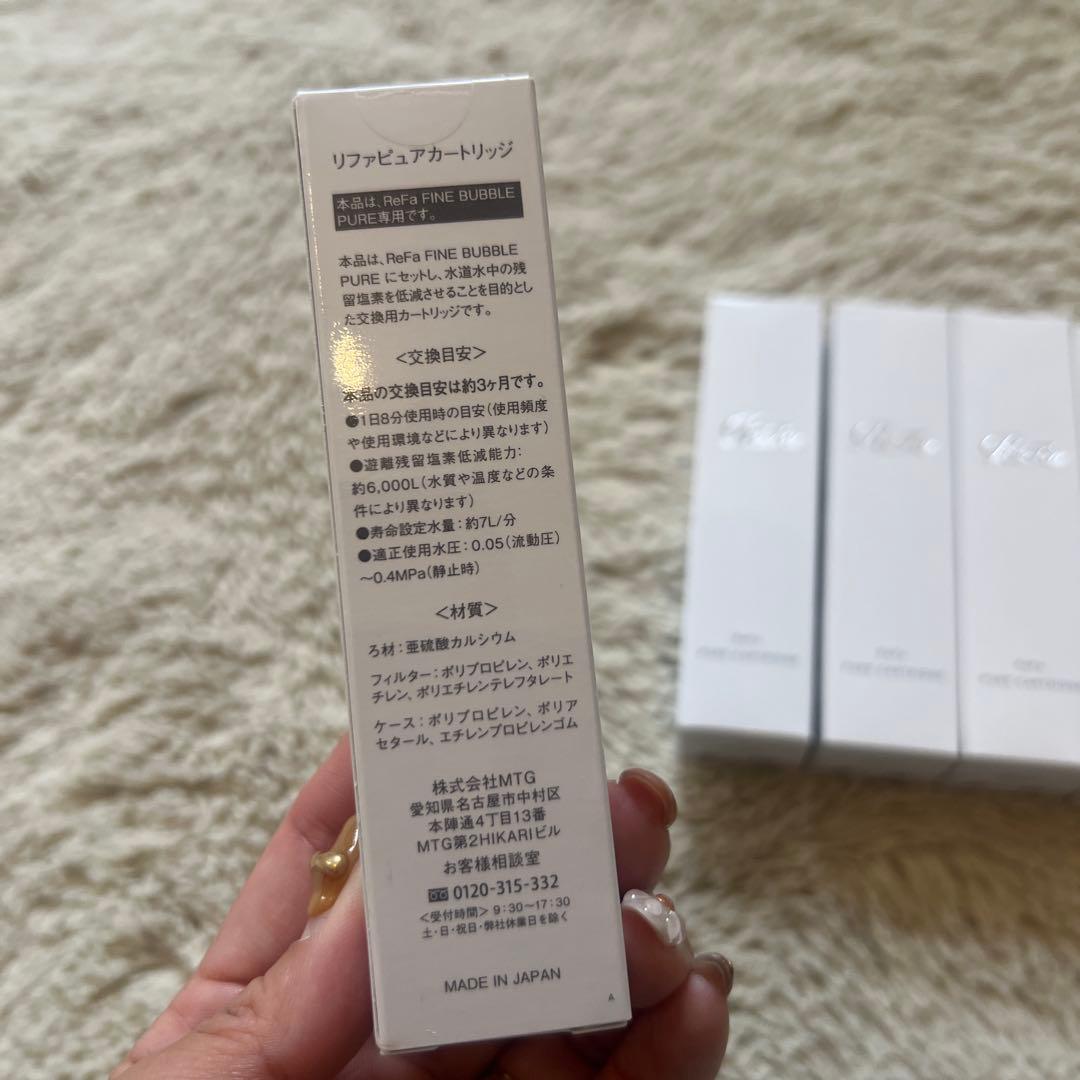 リファピュアカートリッジ
本品は、ReFa FINE BUBBLE
PURE専用です。
本品は、ReFa FINE BUBBLE
PURE にセットし、水道水中の残
留塩素を低減させることを目的とし
た交換用カートリッジです。
＜交換目安＞
本品の交換目安は約3ヶ月です。
●1日8分使用時の目安(使用頻度
や使用環境などにより異なります)
●遊離残留塩素低減能力：
約6,000L(水質や温度などの条
件により異なります)
●寿命設定水量：約7L/分
●適正使用水圧：0.05(流動圧)
～0.4MPa(静止時)
＜材質＞
ろ材：亜硫酸カルシウム
フィルター：ポリプロピレン、ポリエ
チレン、ポリエチレンテレフタレート
ケース：ポリプロピレン、ポリア
セタール、エチレンプロピレンゴム
株式会社MTG
愛知県名古屋市中村区
本陣通4丁目13番
MTG第2HIKARIビル
お客様相談室
0120-315-332
＜受付時間＞9:30～17:30
土・日・祝日・弊社休業日を除く
MADE IN JAPAN
A
ReFa
ReFa
ReFa